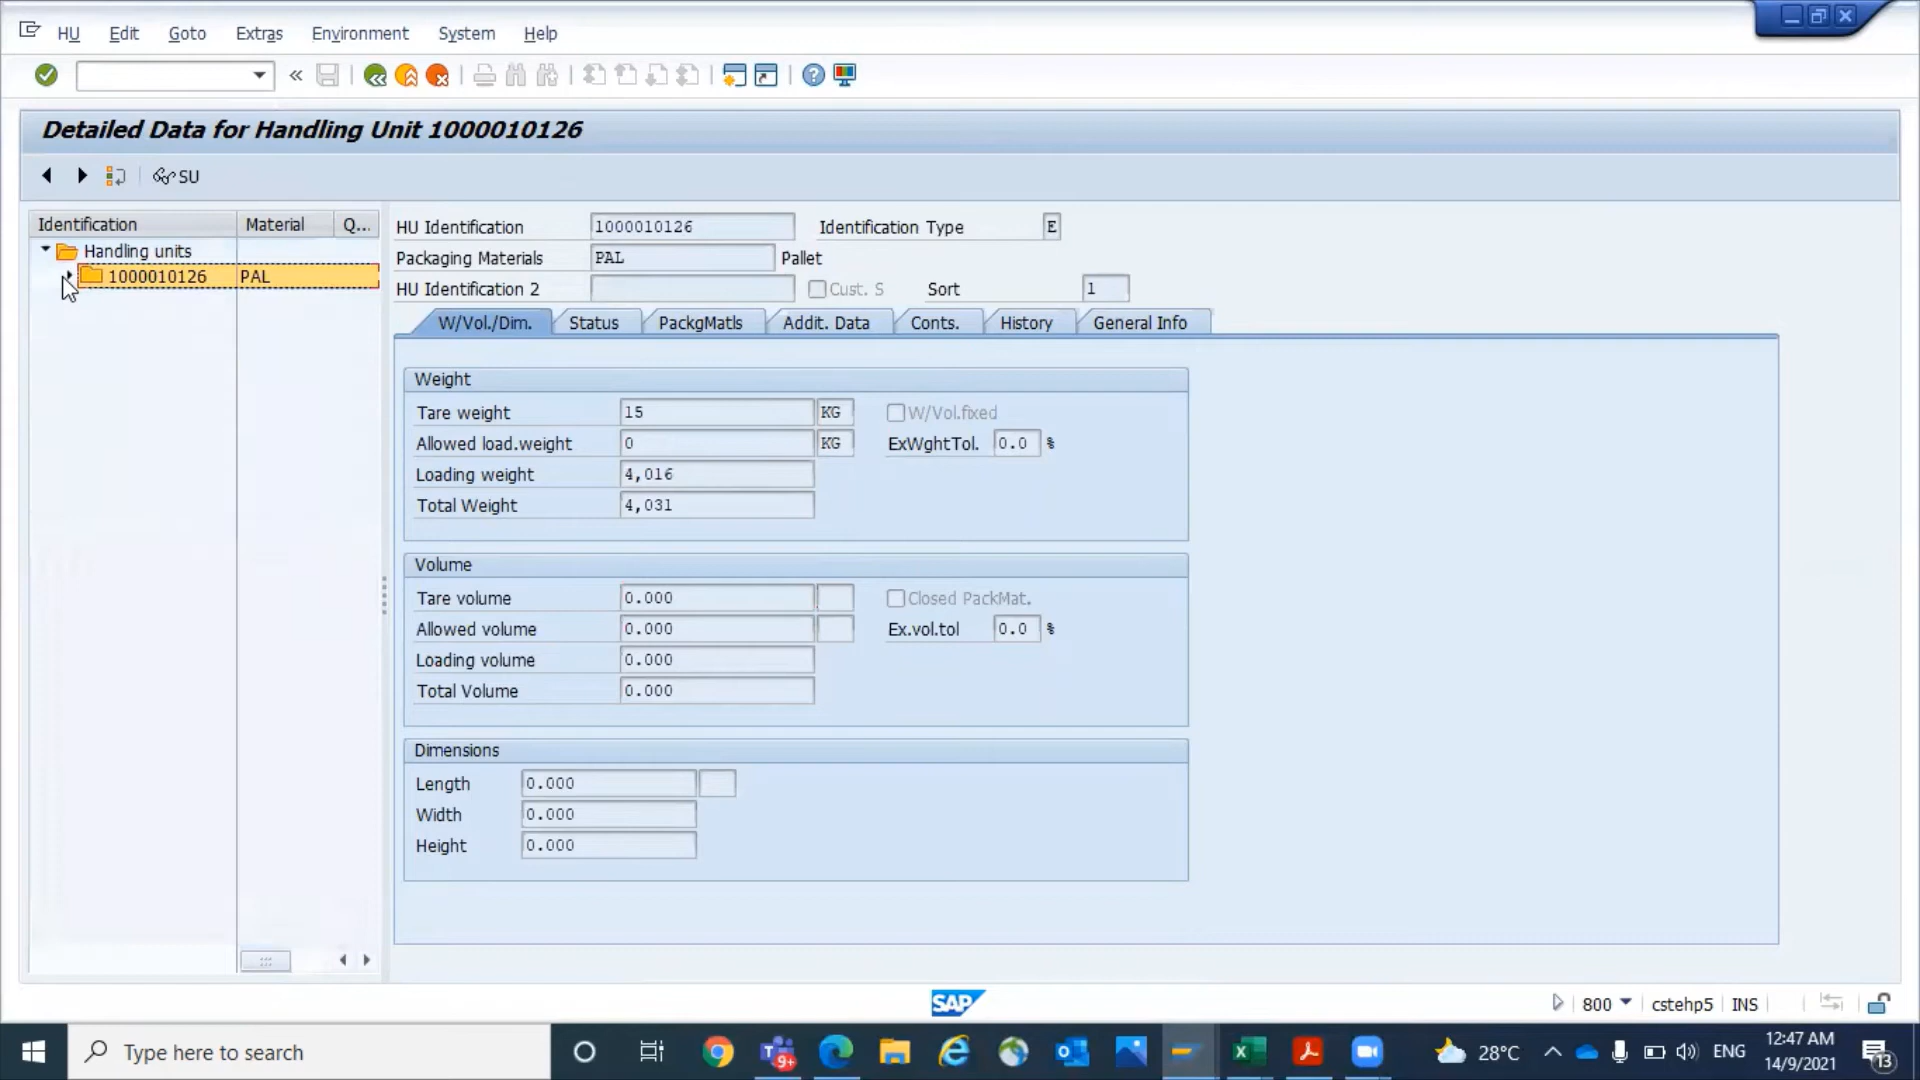 HU Edit Goto Extras Environment System Help
Detailed Data for Handling Unit 1000010126
SU
Identification Material Q...
Handling units
1000010126 PAL
HU Identification 1000010126 Identification Type E
Packaging Materials PAL Pallet
HU Identification 2 Cust. S Sort 1
W/Vol./Dim. Status PackgMatls Addit. Data Conts. History General Info
Weight
Tare weight 15 KG W/Vol.fixed
Allowed load.weight 0 KG ExWghtTol. 0.0 %
Loading weight 4,016
Total Weight 4,031
Volume
Tare volume 0.000 Closed PackMat.
Allowed volume 0.000 Ex.vol.tol 0.0 %
Loading volume 0.000
Total Volume 0.000
Dimensions
Length 0.000
Width 0.000
Height 0.000
SAP 800 cstehp5 INS
Type here to search 9+ 28°C ENG 12:47 AM
14/9/2021 13